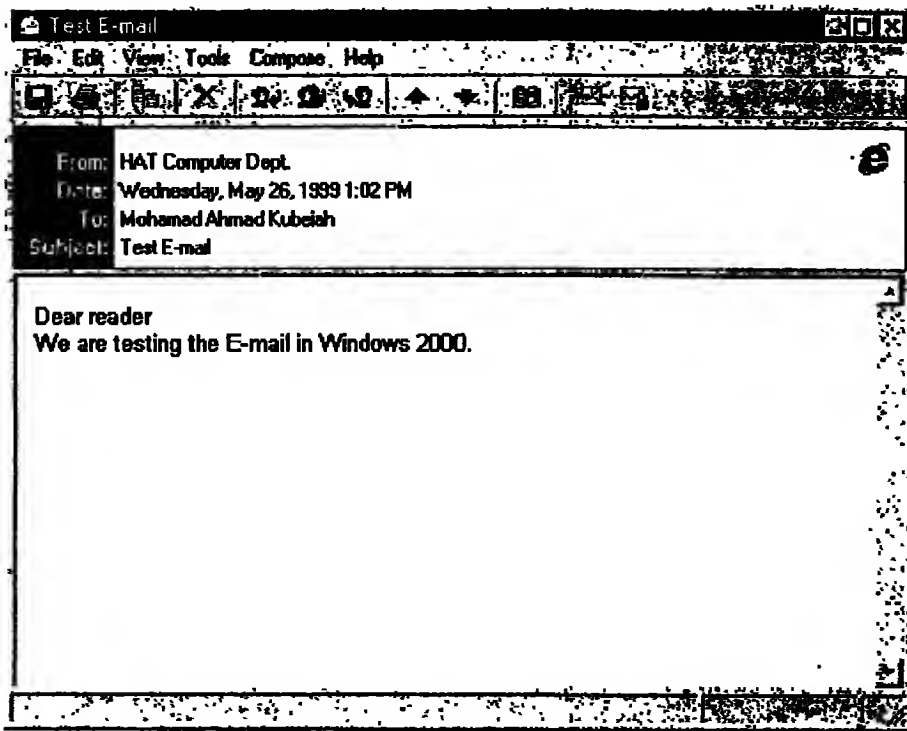 Test E-mail
File Edit View Tools Compose Help
From: HAT Computer Dept.
Date: Wednesday, May 26, 1999 1:02 PM
To: Mohamad Ahmad Kubeiah
Subject: Test E-mail
Dear reader
We are testing the E-mail in Windows 2000.